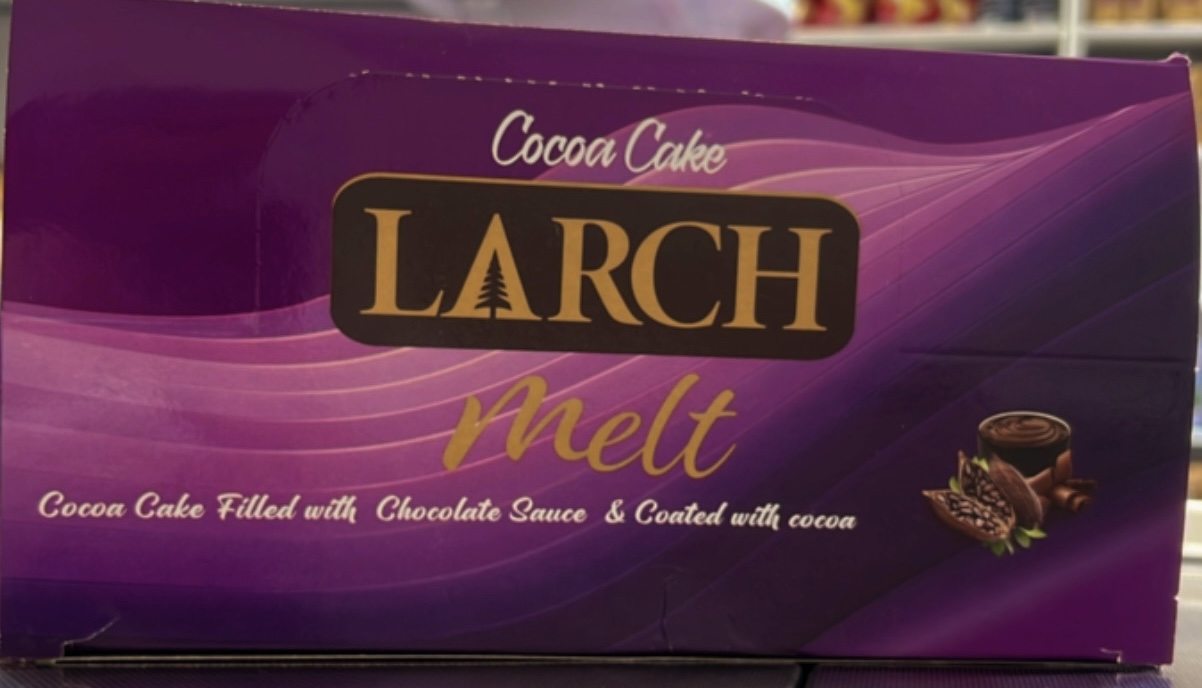 Cocoa Cake
LARCH
Melt
Cocoa Cake Filled with Chocolate Sauce & Coated with cocoa